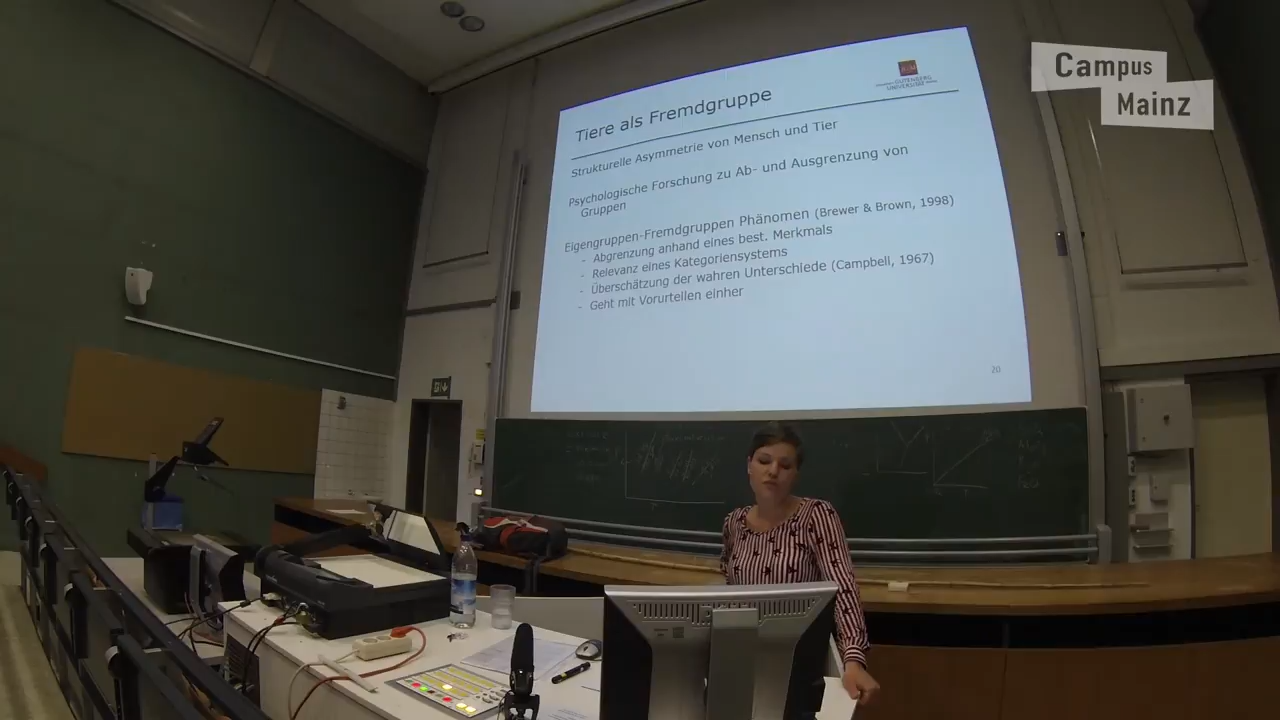 Campus
Mainz
GUTENBERG
UNIVERSITÄT
Tiere als Fremdgruppe
Strukturelle Asymmetrie von Mensch und Tier
Psychologische Forschung zu Ab- und Ausgrenzung von
Gruppen
Eigengruppen-Fremdgruppen Phänomen (Brewer & Brown, 1998)
- Abgrenzung anhand eines best. Merkmals
- Relevanz eines Kategoriensystems
- Überschätzung der wahren Unterschiede (Campbell, 1967)
- Geht mit Vorurteilen einher
20